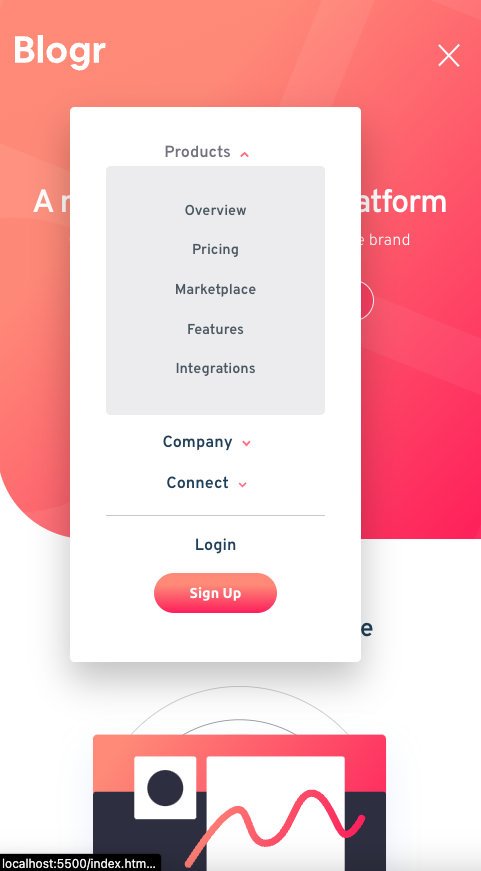 Blogr
Products
A atform
brand
Overview
Pricing
Marketplace
Features
Integrations
Company
Connect
Login
Sign Up
e
localhost:5500/index.htm...